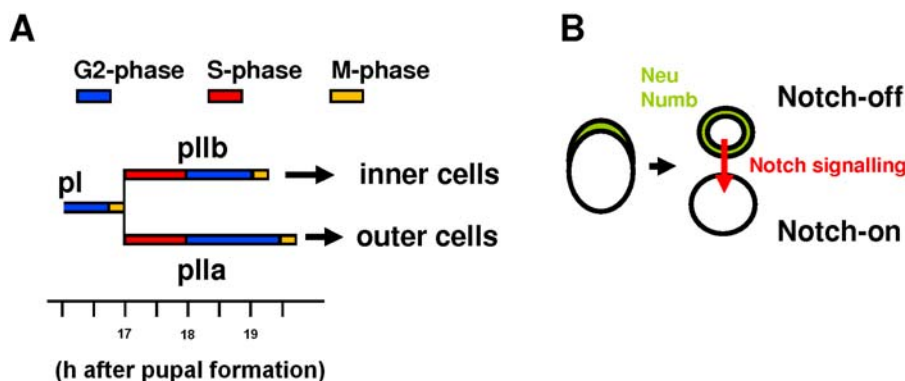 A
G2-phase S-phase M-phase
pIIb
pI
inner cells
outer cells
pIIa
17 18 19
(h after pupal formation)
B
Neu
Numb
Notch-off
Notch signalling
Notch-on